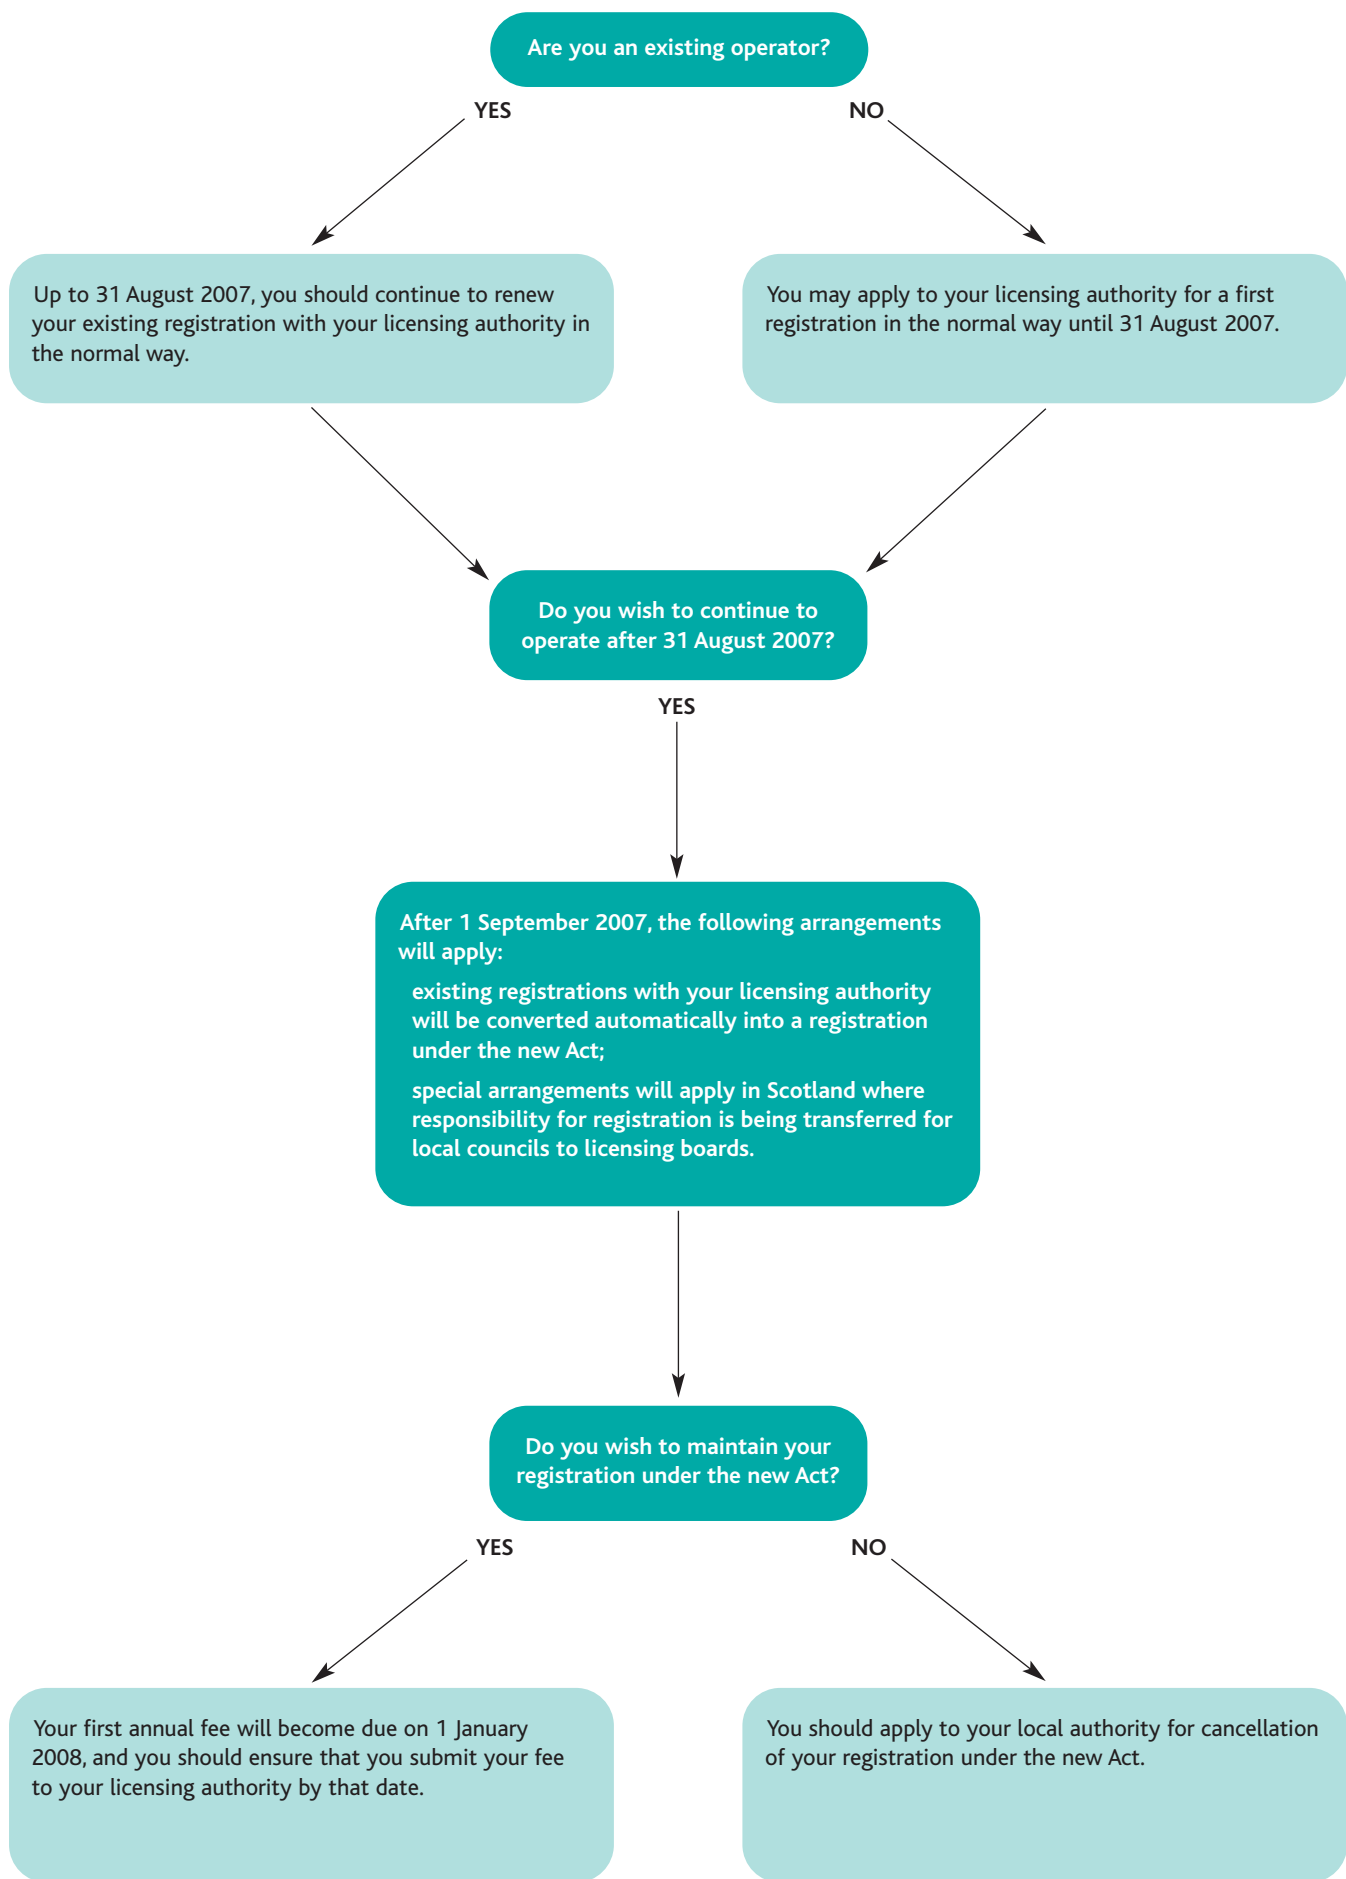 Are you an existing operator?
YES
NO
Up to 31 August 2007, you should continue to renew
your existing registration with your licensing authority in
the normal way.
You may apply to your licensing authority for a first
registration in the normal way until 31 August 2007.
Do you wish to continue to
operate after 31 August 2007?
YES
After 1 September 2007, the following arrangements
will apply:
existing registrations with your licensing authority
will be converted automatically into a registration
under the new Act;
special arrangements will apply in Scotland where
responsibility for registration is being transferred for
local councils to licensing boards.
Do you wish to maintain your
registration under the new Act?
YES
NO
Your first annual fee will become due on 1 January
2008, and you should ensure that you submit your fee
to your licensing authority by that date.
You should apply to your local authority for cancellation
of your registration under the new Act.